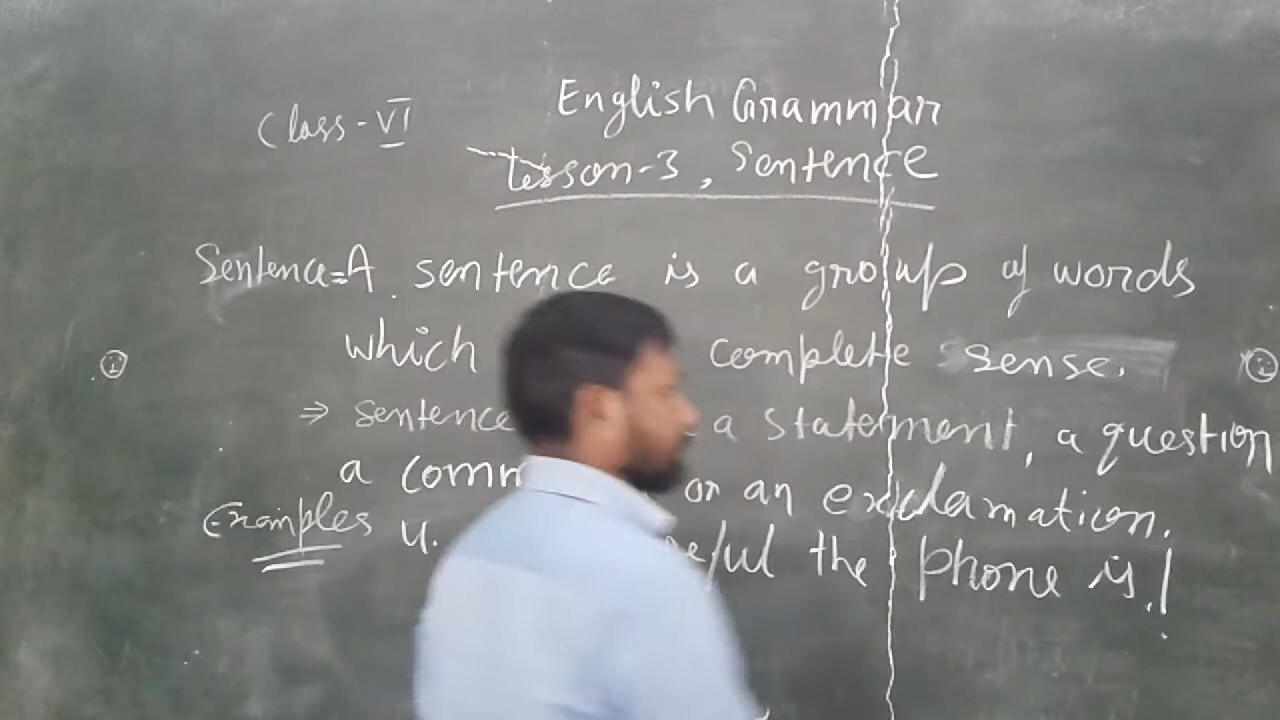 Class-VI
English Grammar
Lesson-3, Sentence
Sentence=A sentence is a group of words
which complete sense.
⇒ sentence a statement, a question
a or an exclamation.
Examples 4. the phone is!